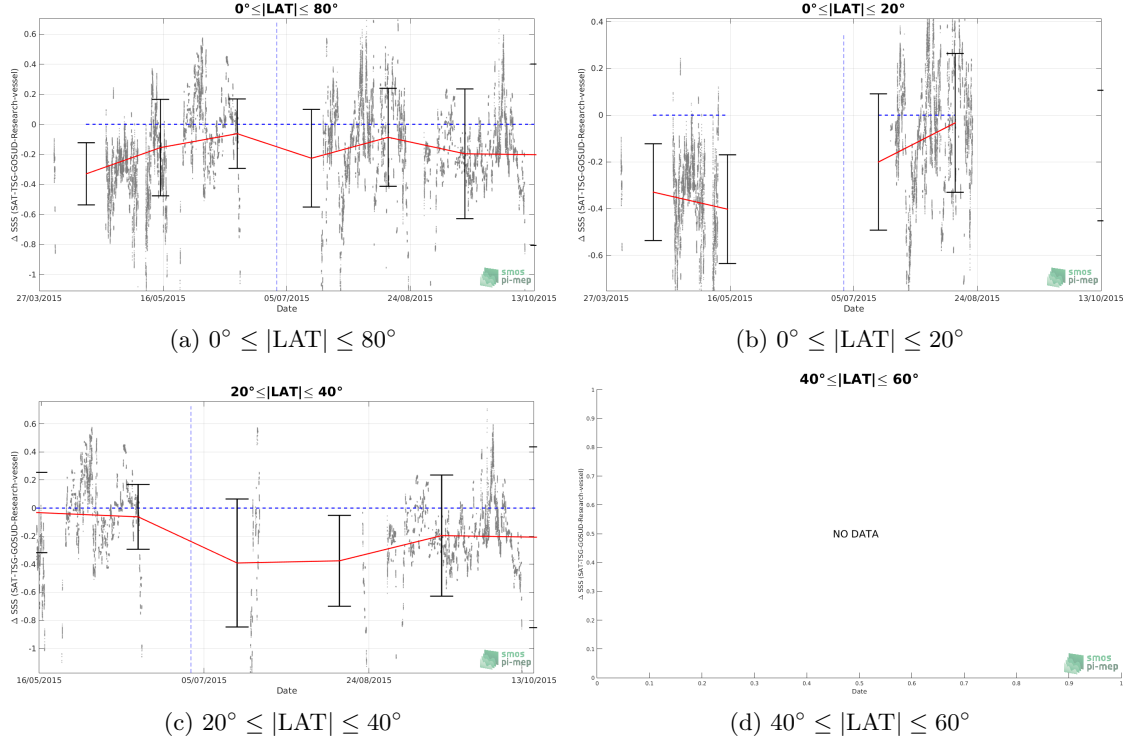 0°≤|LAT|≤ 80°
Δ SSS (SAT-TSG-GOSUD-Research-vessel)
0.6
0.4
0.2
0
-0.2
-0.4
-0.6
-0.8
-1
27/03/2015 16/05/2015 05/07/2015 24/08/2015 13/10/2015
Date
smos
pi-mep
(a) 0° ≤ |LAT| ≤ 80°
0°≤|LAT|≤ 20°
Δ SSS (SAT-TSG-GOSUD-Research-vessel)
0.4
0.2
0
-0.2
-0.4
-0.6
27/03/2015 16/05/2015 05/07/2015 24/08/2015 13/10/2015
Date
smos
pi-mep
(b) 0° ≤ |LAT| ≤ 20°
20°≤|LAT|≤ 40°
Δ SSS (SAT-TSG-GOSUD-Research-vessel)
0.6
0.4
0.2
0
-0.2
-0.4
-0.6
-0.8
-1
16/05/2015 05/07/2015 24/08/2015 13/10/2015
Date
smos
pi-mep
(c) 20° ≤ |LAT| ≤ 40°
40°≤|LAT|≤ 60°
Δ SSS (SAT-TSG-GOSUD-Research-vessel)
1
0.9
0.8
0.7
0.6
0.5
0.4
0.3
0.2
0.1
0
NO DATA
0 0.1 0.2 0.3 0.4 0.5 0.6 0.7 0.8 0.9 1
Date
smos
pi-mep
(d) 40° ≤ |LAT| ≤ 60°